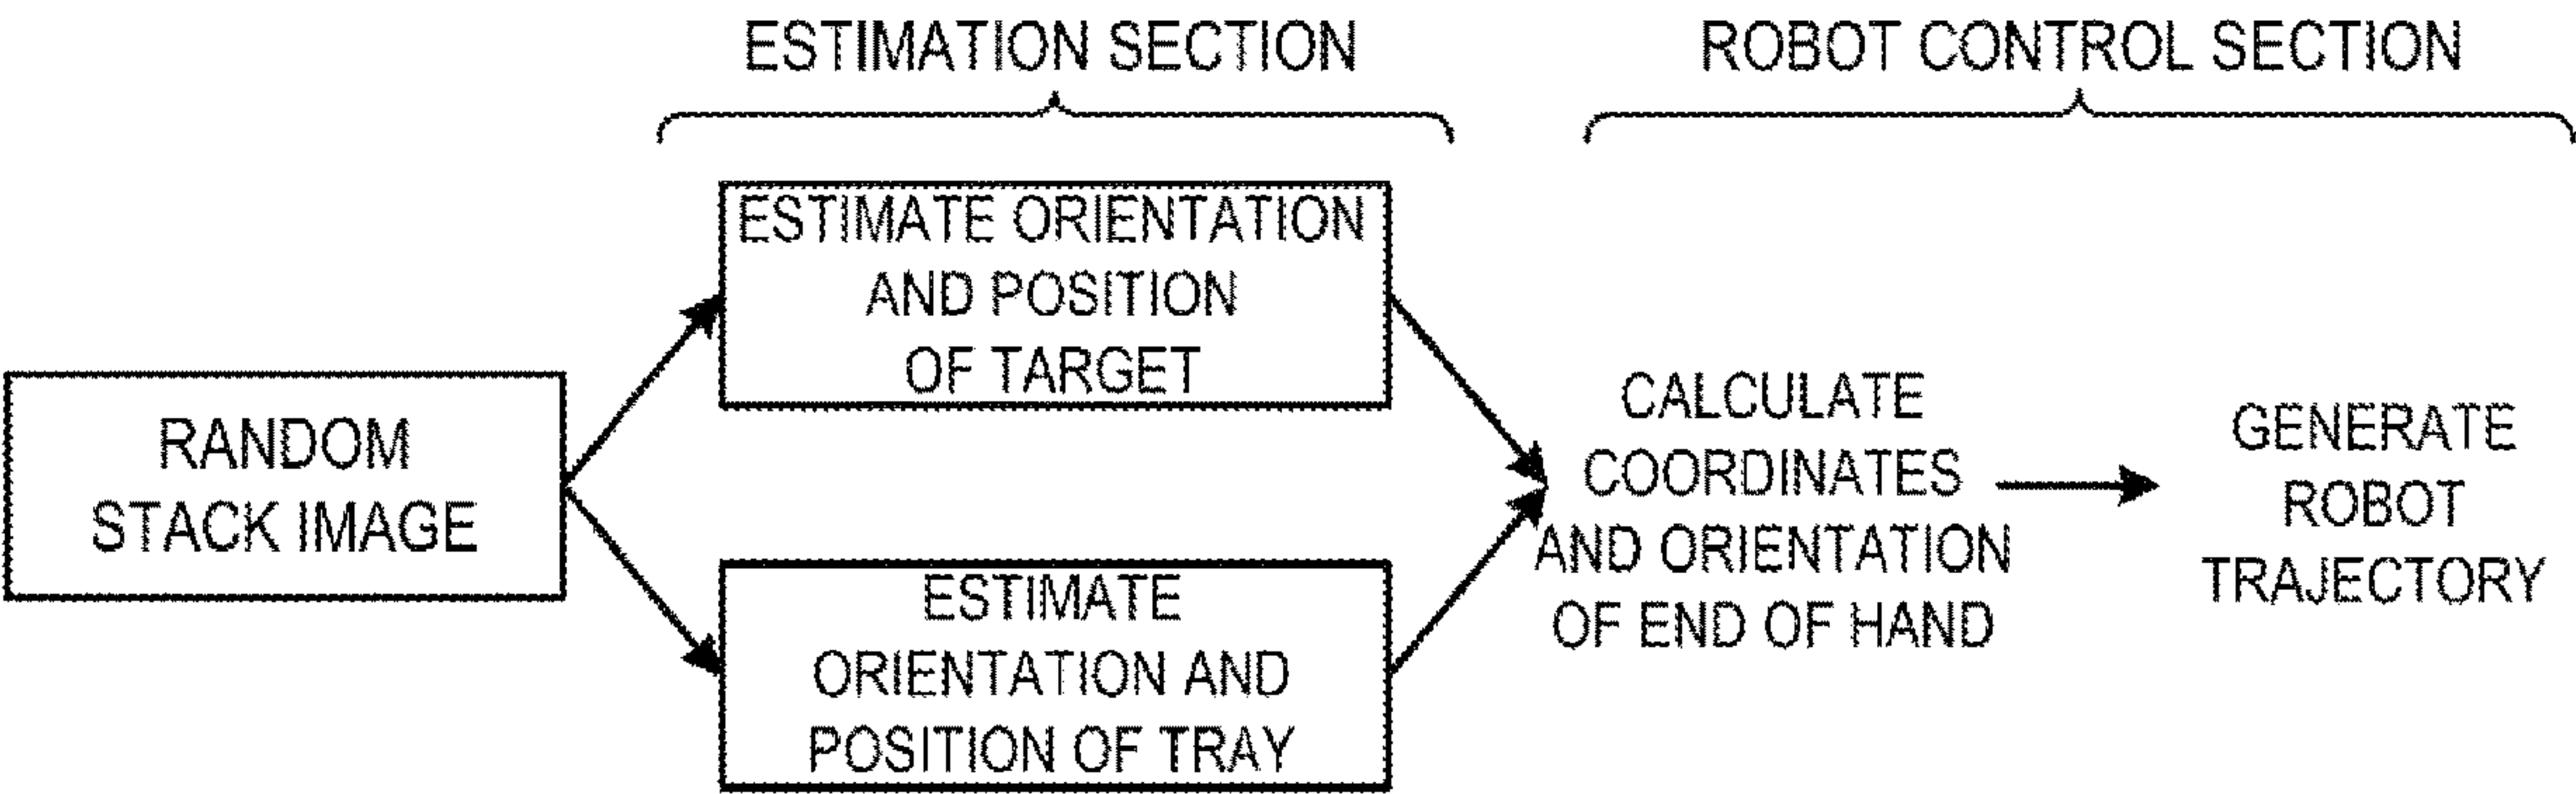 ESTIMATION SECTION
ROBOT CONTROL SECTION
RANDOM
STACK IMAGE
ESTIMATE ORIENTATION
AND POSITION
OF TARGET
ESTIMATE
ORIENTATION AND
POSITION OF TRAY
CALCULATE
COORDINATES
AND ORIENTATION
OF END OF HAND
GENERATE
ROBOT
TRAJECTORY